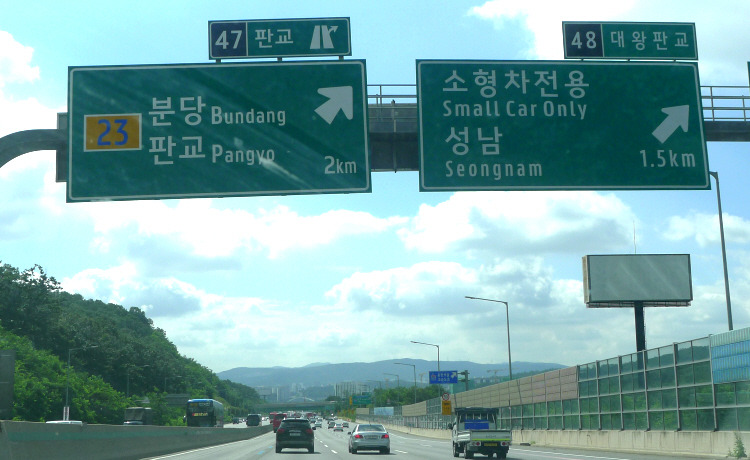 47 판교
23
분당 Bundang
판교 Pangyo
2km
48 대왕판교
소형차전용
Small Car Only
성남
Seongnam
1.5km